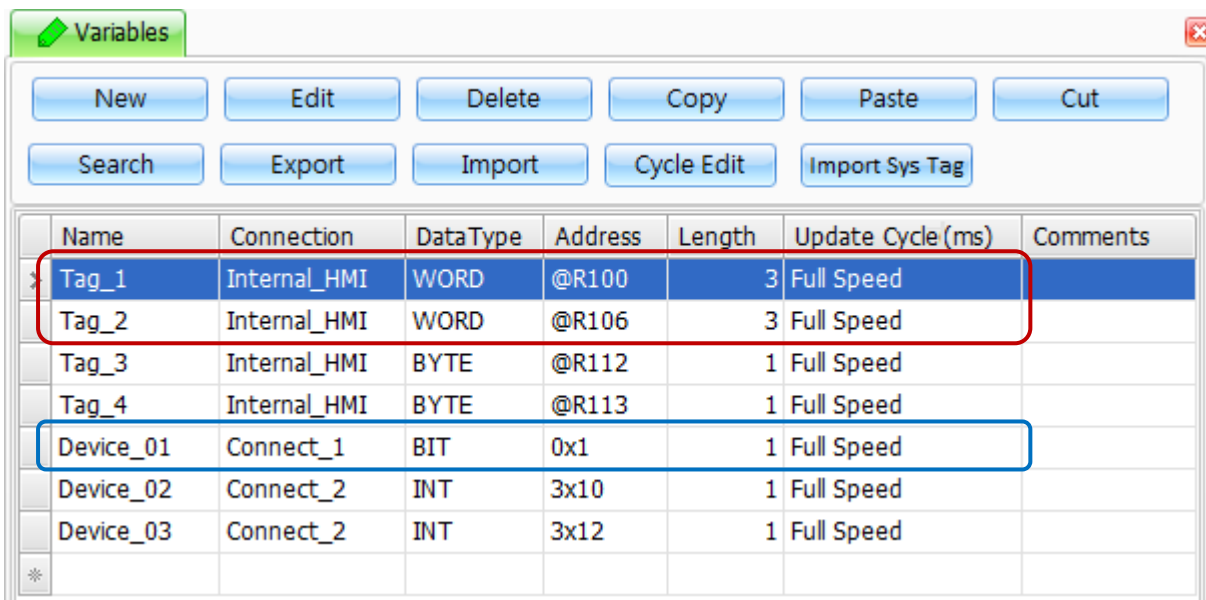 Variables
New Edit Delete Copy Paste Cut
Search Export Import Cycle Edit Import Sys Tag
Name Connection DataType Address Length Update Cycle (ms) Comments
Tag_1 Internal_HMI WORD @R100 3 Full Speed
Tag_2 Internal_HMI WORD @R106 3 Full Speed
Tag_3 Internal_HMI BYTE @R112 1 Full Speed
Tag_4 Internal_HMI BYTE @R113 1 Full Speed
Device_01 Connect_1 BIT 0x1 1 Full Speed
Device_02 Connect_2 INT 3x10 1 Full Speed
Device_03 Connect_2 INT 3x12 1 Full Speed